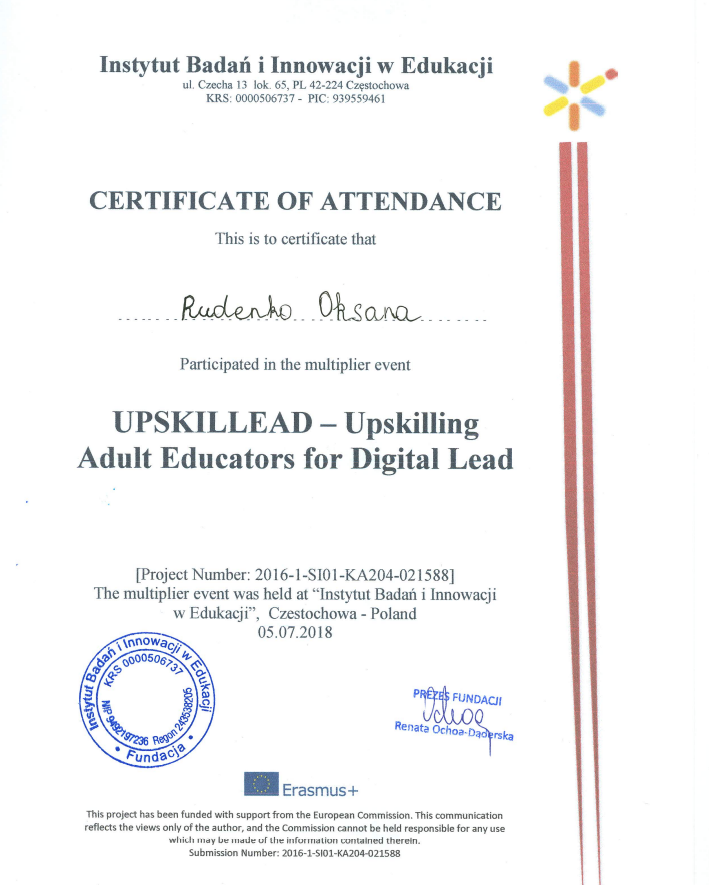 Instytut Badań i Innowacji w Edukacji
ul. Czecha 13 lok. 65, PL 42-224 Częstochowa
KRS: 0000506737 - PIC: 939559461
CERTIFICATE OF ATTENDANCE
This is to certificate that
Rudenko Oksana
Participated in the multiplier event
UPSKILLEAD – Upskilling
Adult Educators for Digital Lead
[Project Number: 2016-1-SI01-KA204-021588]
The multiplier event was held at “Instytut Badań i Innowacji
w Edukacji”, Czestochowa - Poland
05.07.2018
Instytut Badań i Innowacji w Edukacji
KRS 0000506737
NIP 9492197236 Regon 243538205
• Fundacja •
PREZES FUNDACJI
Renata Ochoa-Dąderska
Erasmus+
This project has been funded with support from the European Commission. This communication
reflects the views only of the author, and the Commission cannot be held responsible for any use
which may be made of the information contained therein.
Submission Number: 2016-1-SI01-KA204-021588